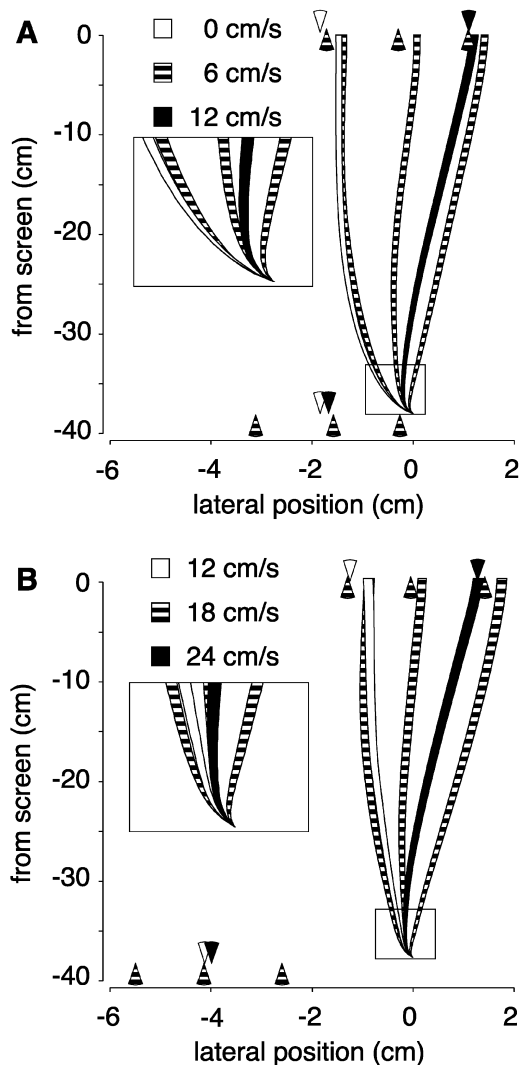 A
0 cm/s
6 cm/s
12 cm/s
from screen (cm)
0
-10
-20
-30
-40
-6 -4 -2 0 2
lateral position (cm)
B
12 cm/s
18 cm/s
24 cm/s
from screen (cm)
0
-10
-20
-30
-40
-6 -4 -2 0 2
lateral position (cm)